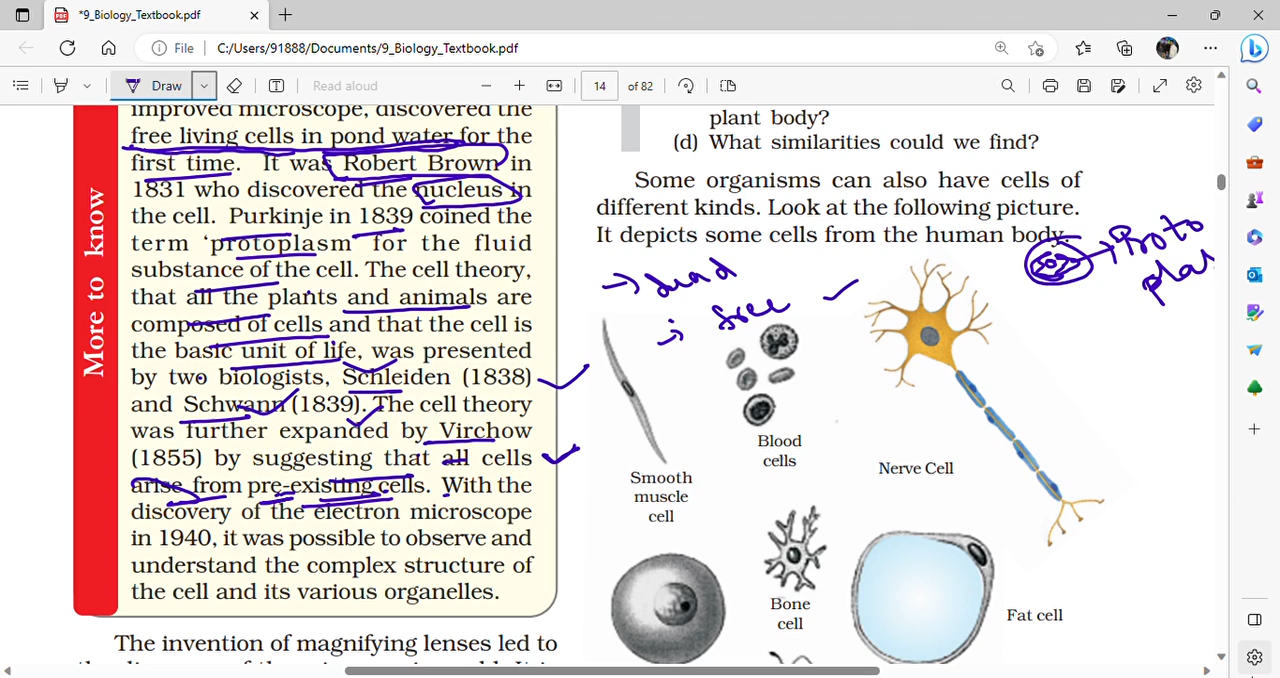 *9_Biology_Textbook.pdf
File
C:/Users/91888/Documents/9_Biology_Textbook.pdf
Draw
Read aloud
14
of 82
More to know
improved microscope, discovered the
free living cells in pond water for the
first time. It was Robert Brown in
1831 who discovered the nucleus in
the cell. Purkinje in 1839 coined the
term ‘protoplasm’ for the fluid
substance of the cell. The cell theory,
that all the plants and animals are
composed of cells and that the cell is
the basic unit of life, was presented
by two biologists, Schleiden (1838)
and Schwann (1839). The cell theory
was further expanded by Virchow
(1855) by suggesting that all cells
arise from pre-existing cells. With the
discovery of the electron microscope
in 1940, it was possible to observe and
understand the complex structure of
the cell and its various organelles.
The invention of magnifying lenses led to
plant body?
(d) What similarities could we find?
Some organisms can also have cells of
different kinds. Look at the following picture.
It depicts some cells from the human body.
Proto
plas
dead
free
Smooth
muscle
cell
Blood
cells
Nerve Cell
Bone
cell
Fat cell